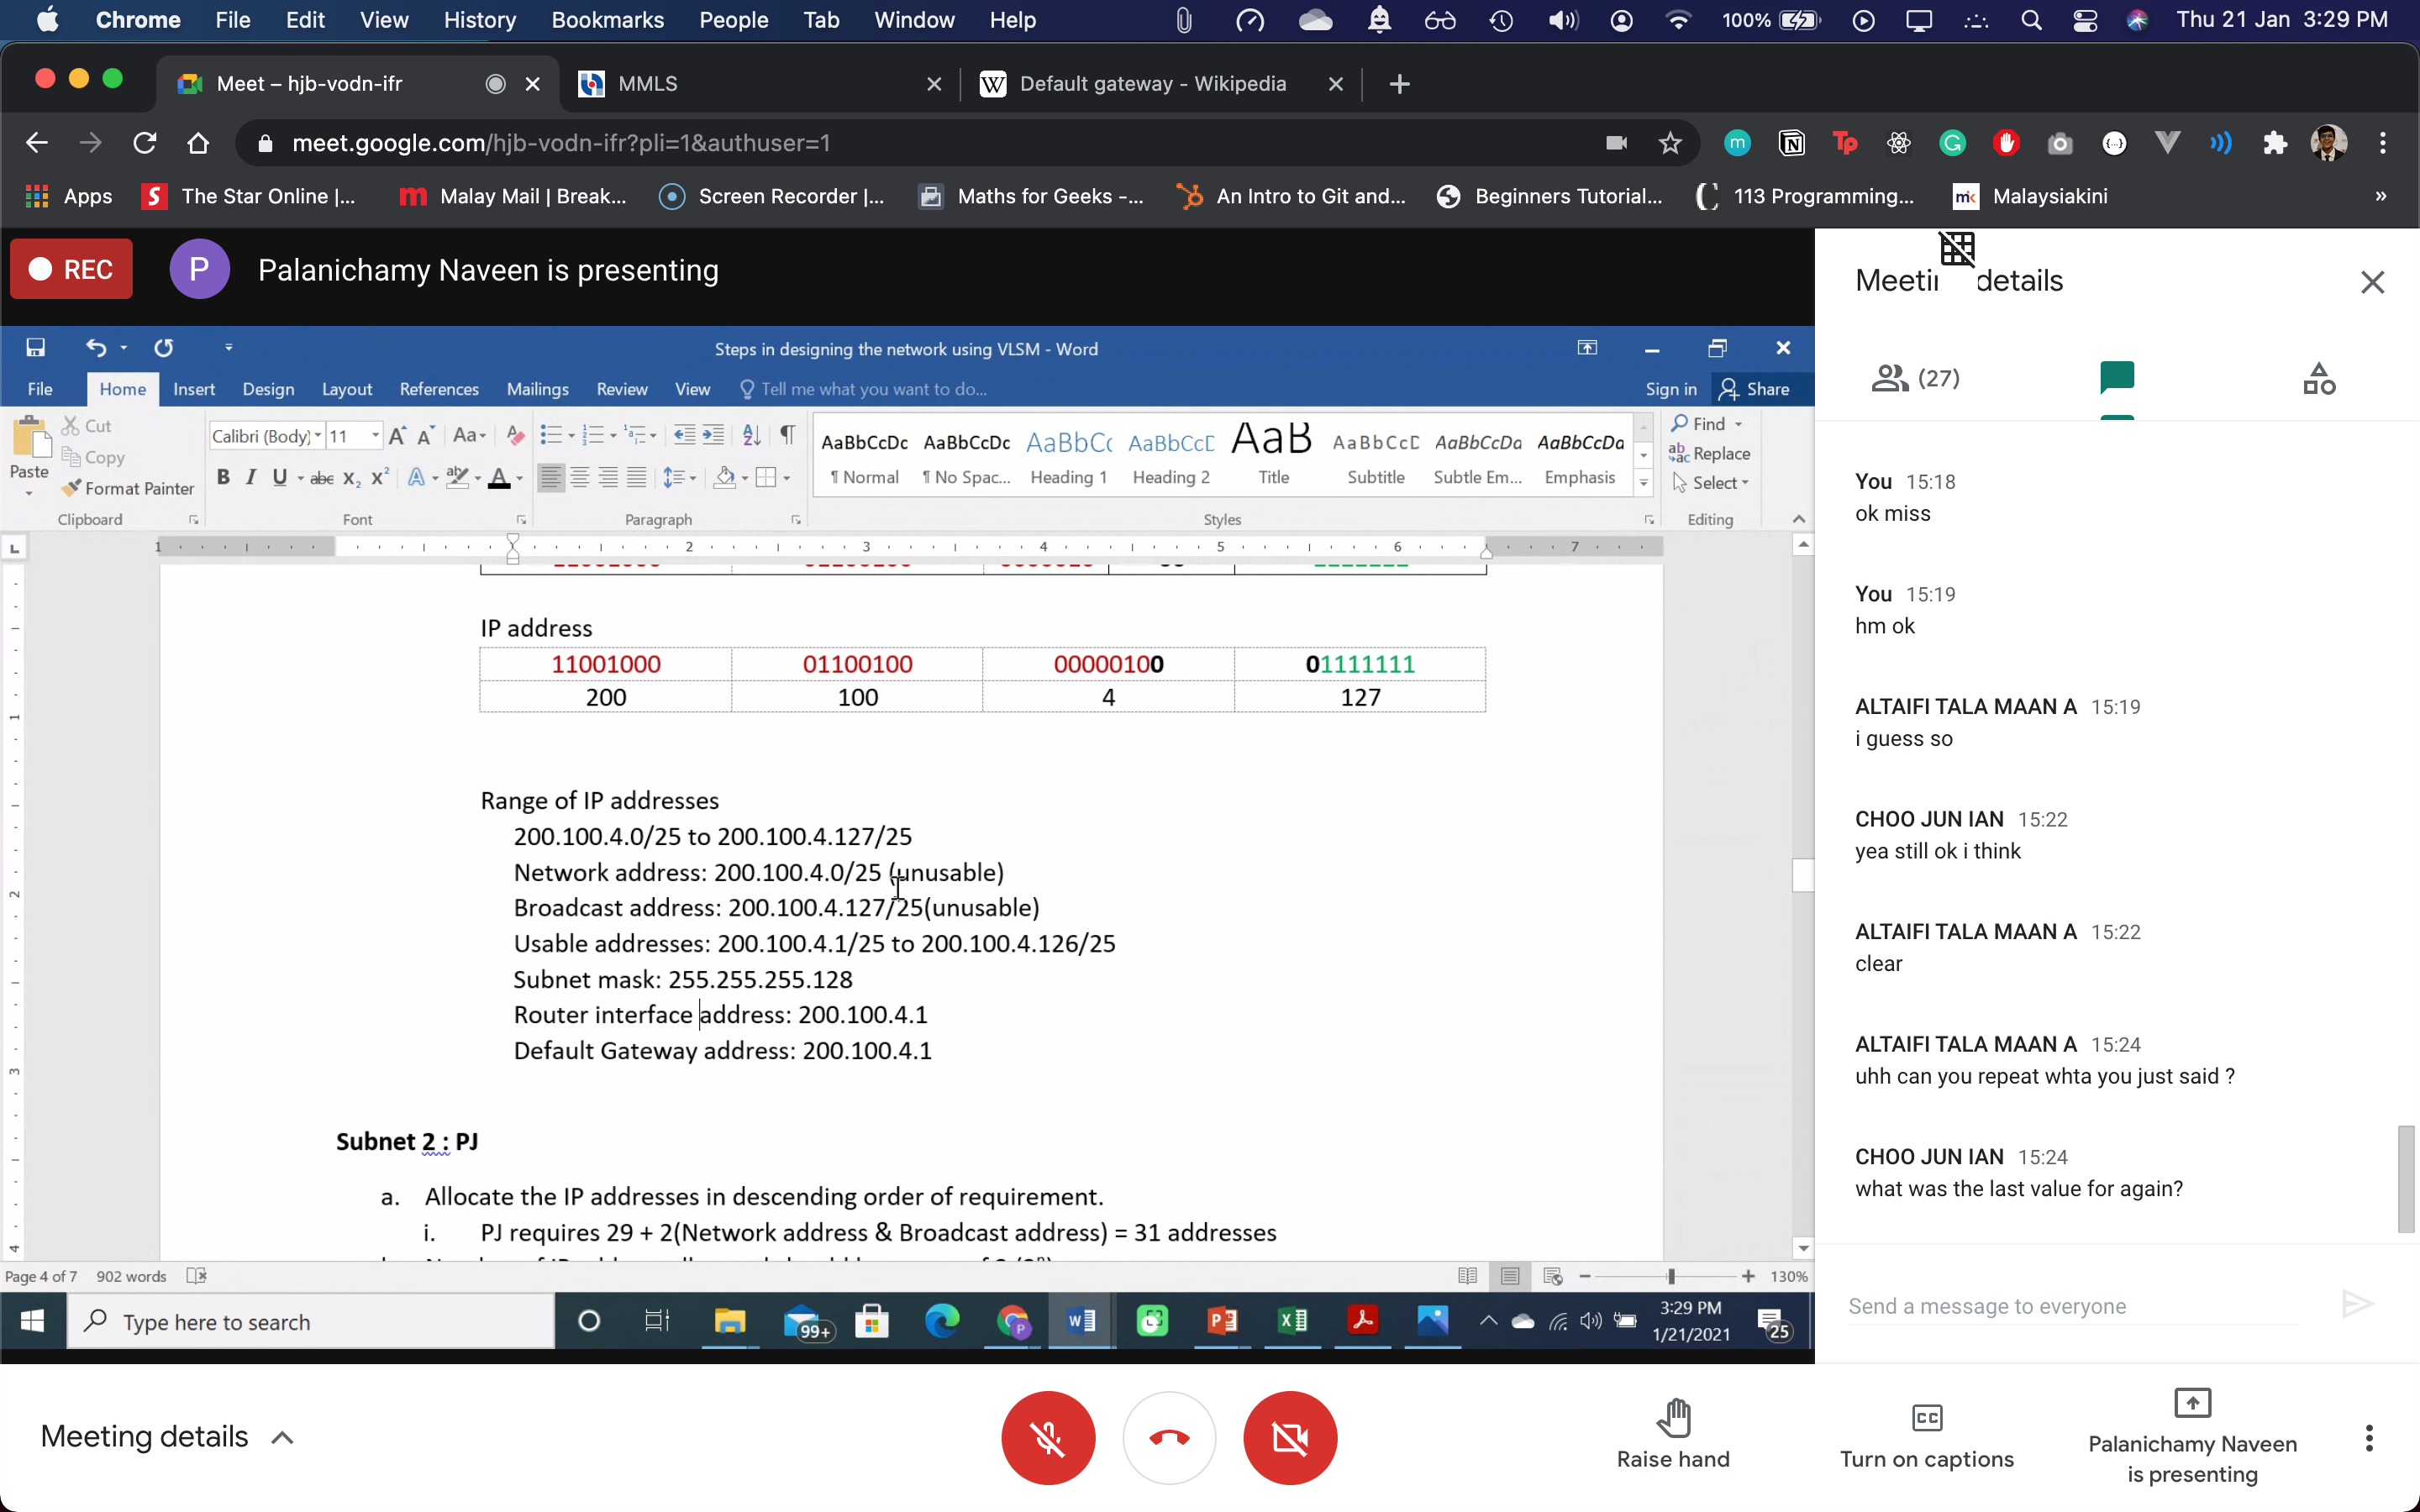 Chrome File Edit View History Bookmarks People Tab Window Help 100% Thu 21 Jan 3:29 PM
Meet – hjb-vodn-ifr MMLS Default gateway - Wikipedia
meet.google.com/hjb-vodn-ifr?pli=1&authuser=1
Apps The Star Online |... Malay Mail | Break... Screen Recorder |... Maths for Geeks -... An Intro to Git and... Beginners Tutorial... 113 Programming... Malaysiakini »
REC P Palanichamy Naveen is presenting
Steps in designing the network using VLSM - Word
File Home Insert Design Layout References Mailings Review View Tell me what you want to do... Sign in Share
Paste Cut Copy Format Painter
Calibri (Body) 11
AaBbCcDc AaBbCcDc AaBbCc AaBbCcD AaB AaBbCcD AaBbCcDa AaBbCcDa
¶ Normal ¶ No Spac... Heading 1 Heading 2 Title Subtitle Subtle Em... Emphasis
Find Replace Select
Clipboard Font Paragraph Styles Editing
1 2 3 4 5 6 7
IP address
11001000 01100100 00000100 01111111
200 100 4 127
Range of IP addresses
200.100.4.0/25 to 200.100.4.127/25
Network address: 200.100.4.0/25 (unusable)
Broadcast address: 200.100.4.127/25(unusable)
Usable addresses: 200.100.4.1/25 to 200.100.4.126/25
Subnet mask: 255.255.255.128
Router interface address: 200.100.4.1
Default Gateway address: 200.100.4.1
Subnet 2 : PJ
a. Allocate the IP addresses in descending order of requirement.
i. PJ requires 29 + 2(Network address & Broadcast address) = 31 addresses
Page 4 of 7 902 words 130%
Type here to search 99+ 3:29 PM
1/21/2021 25
details
(27)
You 15:18
ok miss
You 15:19
hm ok
ALTAIFI TALA MAAN A 15:19
i guess so
CHOO JUN IAN 15:22
yea still ok i think
ALTAIFI TALA MAAN A 15:22
clear
ALTAIFI TALA MAAN A 15:24
uhh can you repeat whta you just said ?
CHOO JUN IAN 15:24
what was the last value for again?
Send a message to everyone
Meeting details
Raise hand
Turn on captions
Palanichamy Naveen
is presenting